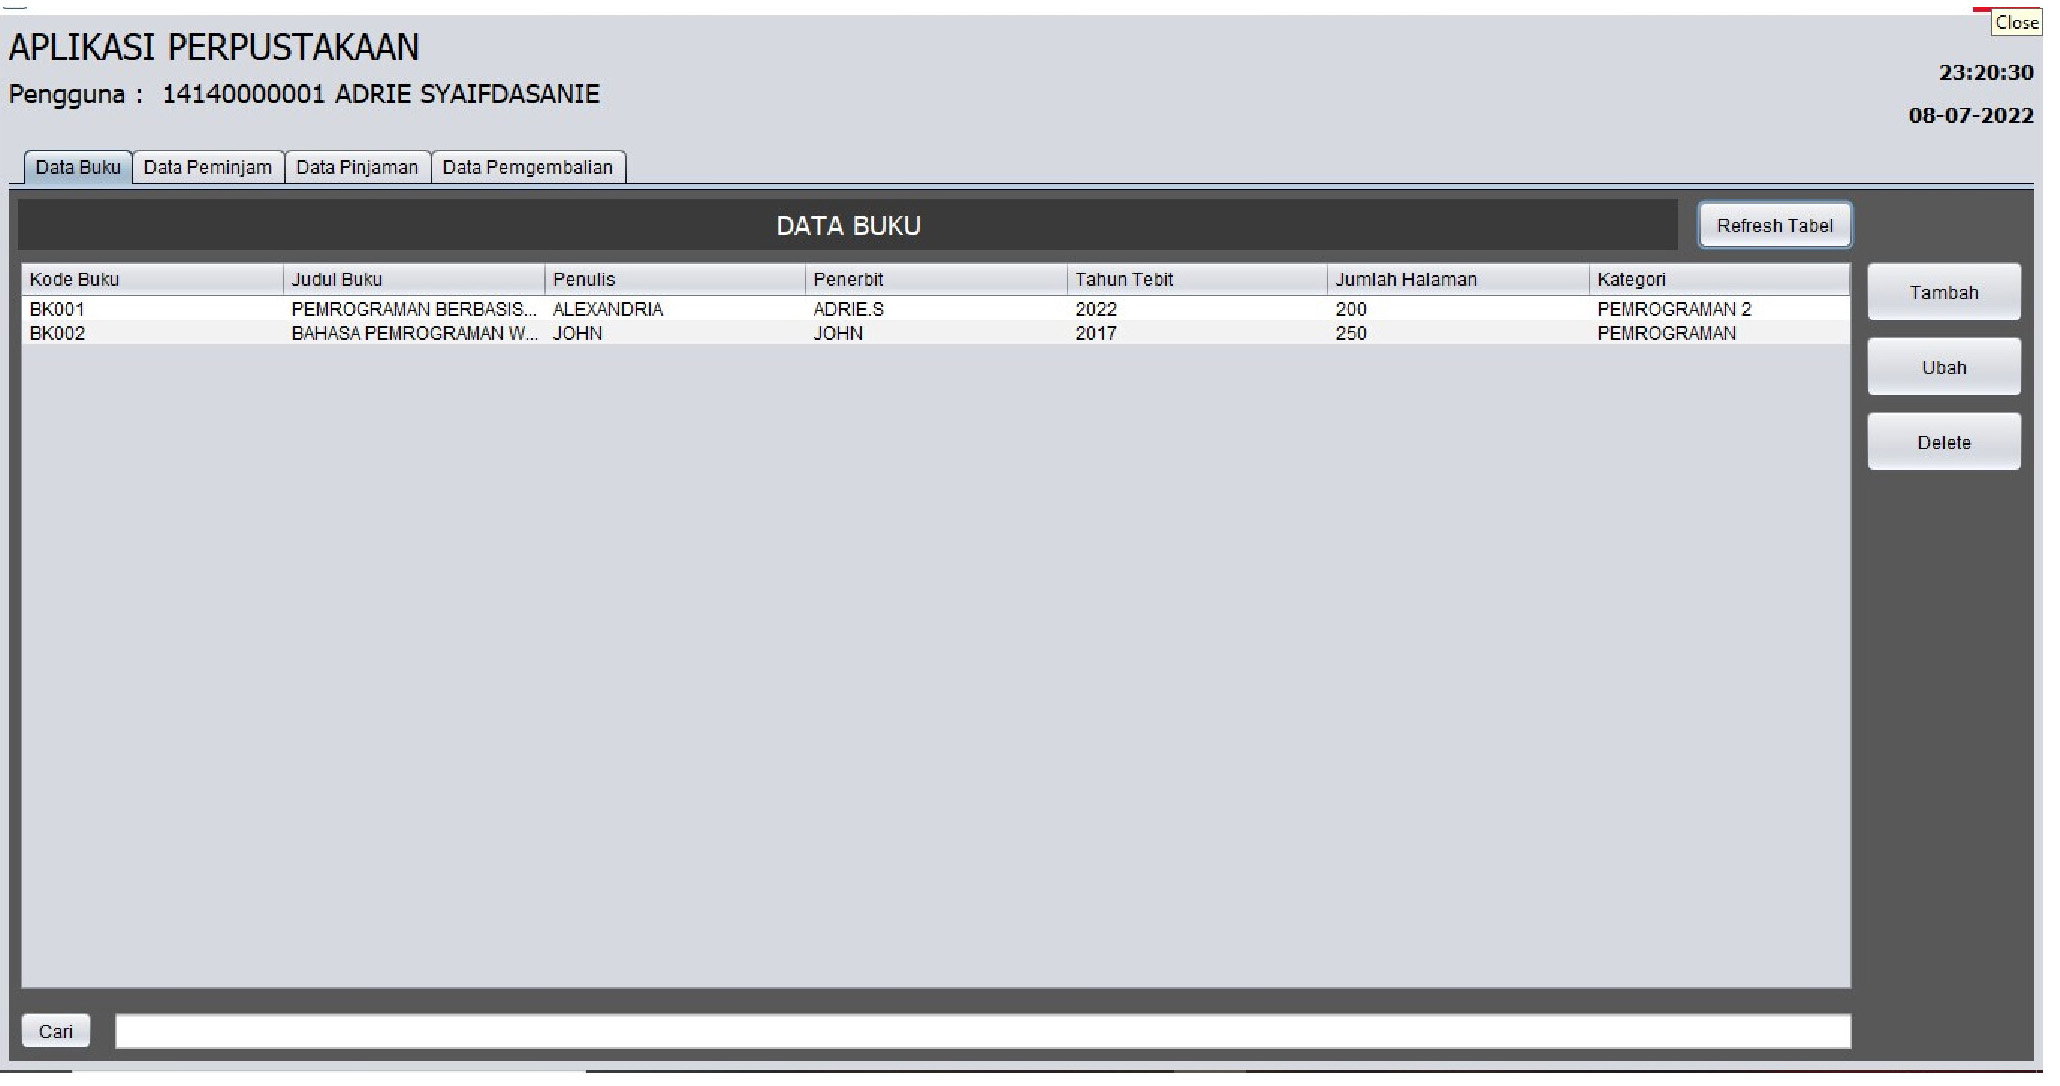 Close
APLIKASI PERPUSTAKAAN
Pengguna : 14140000001 ADRIE SYAIFDASANIE
23:20:30
08-07-2022
Data Buku Data Peminjam Data Pinjaman Data Pemgembalian
DATA BUKU Refresh Tabel
Kode Buku Judul Buku Penulis Penerbit Tahun Tebit Jumlah Halaman Kategori
BK001 PEMROGRAMAN BERBASIS... ALEXANDRIA ADRIE.S 2022 200 PEMROGRAMAN 2
BK002 BAHASA PEMROGRAMAN W... JOHN JOHN 2017 250 PEMROGRAMAN
Tambah
Ubah
Delete
Cari